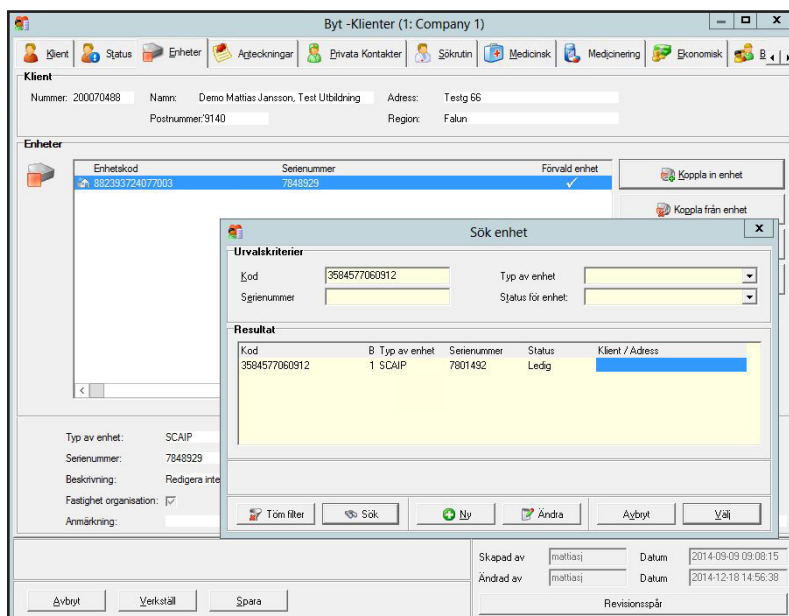 Byt -Klienter (1: Company 1)
Klient Status Enheter Anteckningar Privata Kontakter Sökrutin Medicinsk Medicinering Ekonomisk B
Klient
Nummer: 200070488 Namn: Demo Mattias Jansson, Test Utbildning Adress: Testg 66
Postnummer:'9140 Region: Falun
Enheter
Enhetskod Serienummer Förvald enhet
882393724077003 7848929
Koppla in enhet
Koppla från enhet
Sök enhet
Urvalskriterier
Kod 3584577060912 Typ av enhet
Serienummer Status för enhet:
Resultat
Kod B Typ av enhet Serienummer Status Klient / Adress
3584577060912 1 SCAIP 7801492 Ledig
Töm filter Sök Ny Ändra Avbryt Välj
Typ av enhet: SCAIP
Serienummer: 7848929
Beskrivning: Redigera inte
Fastighet organisation:
Anmärkning:
Skapad av mattiasj Datum 2014-09-09 09:08:15
Ändrad av mattiasj Datum 2014-12-18 14:56:38
Avbryt Verkställ Spara Revisionsspår